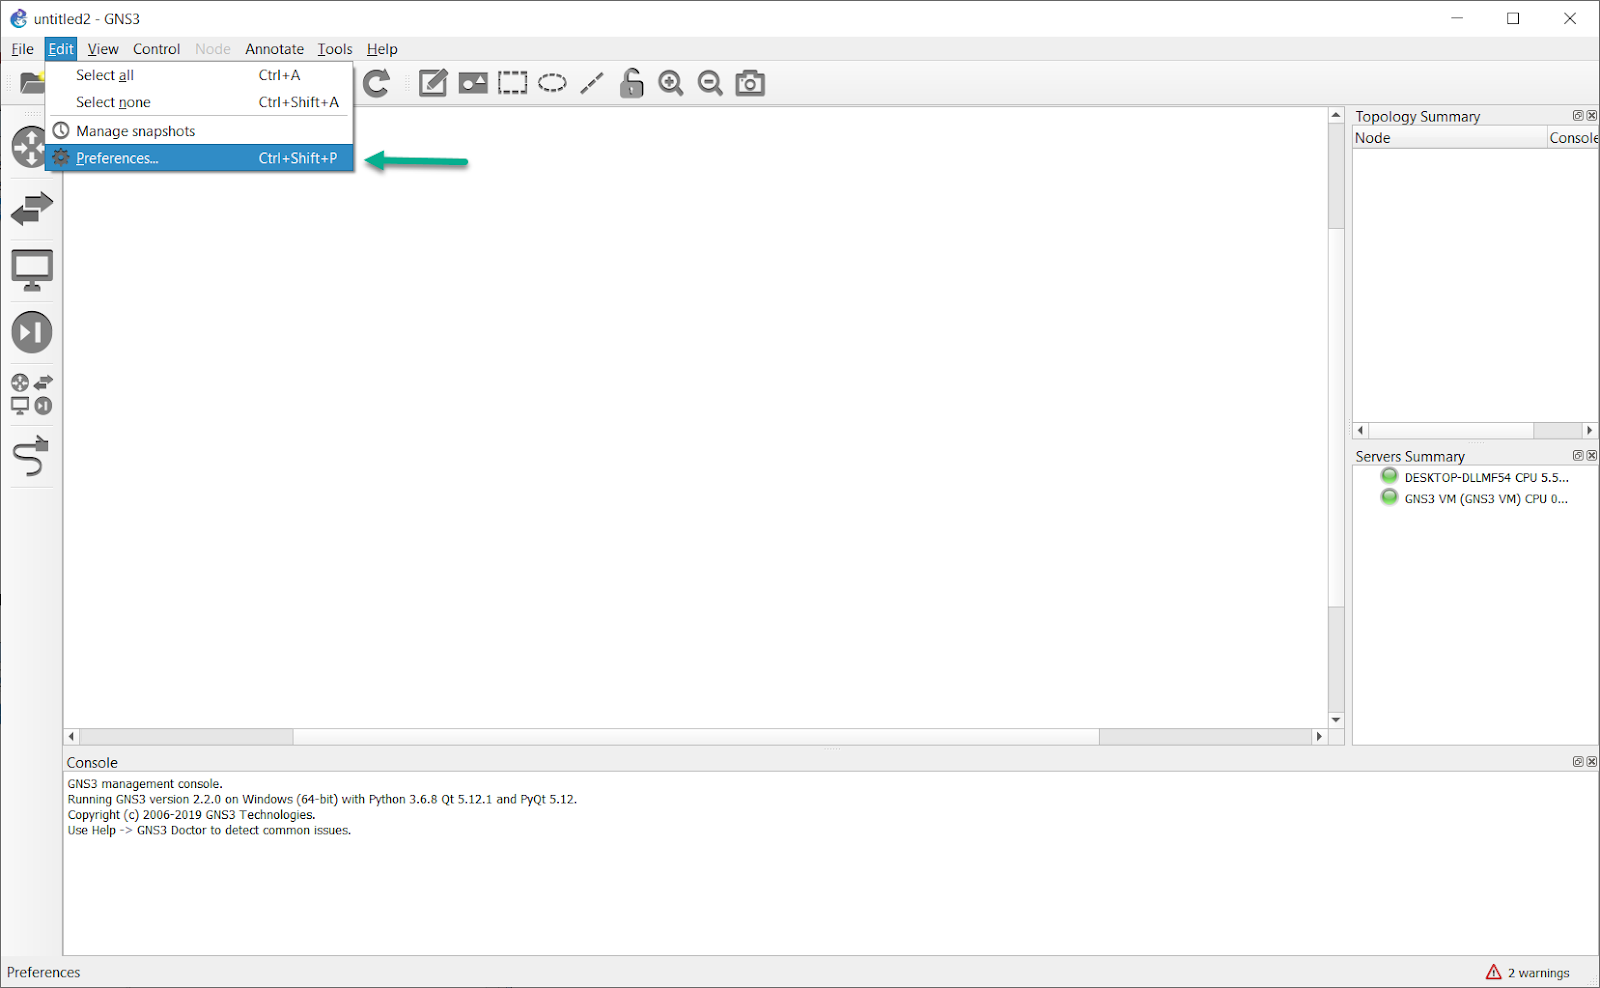 untitled2 - GNS3
File Edit View Control Node Annotate Tools Help
Select all Ctrl+A
Select none Ctrl+Shift+A
Manage snapshots
Preferences... Ctrl+Shift+P
Topology Summary
Node Console
Servers Summary
DESKTOP-DLLMF54 CPU 5.5...
GNS3 VM (GNS3 VM) CPU 0...
Console
GNS3 management console.
Running GNS3 version 2.2.0 on Windows (64-bit) with Python 3.6.8 Qt 5.12.1 and PyQt 5.12.
Copyright (c) 2006-2019 GNS3 Technologies.
Use Help -> GNS3 Doctor to detect common issues.
Preferences
2 warnings